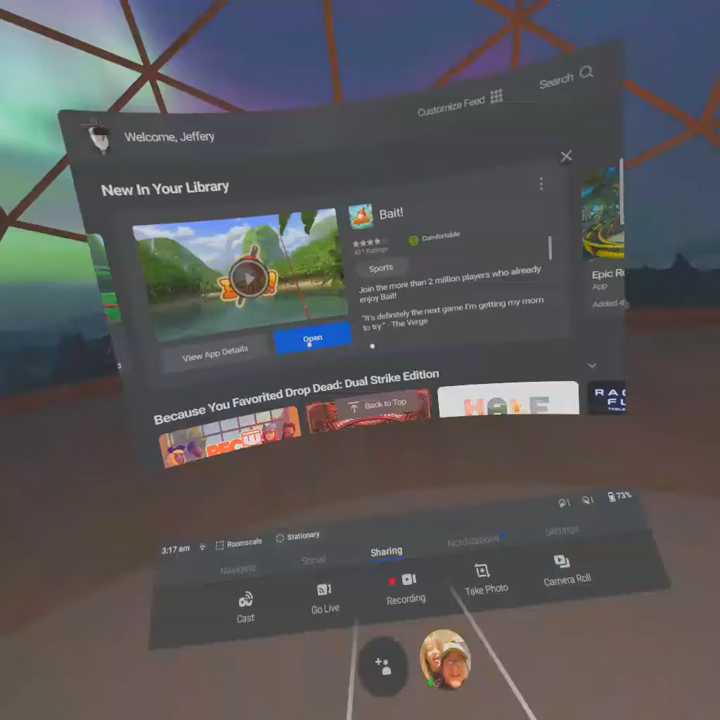 Search
Customize Feed
Welcome, Jeffery
New In Your Library
Bait!
421 Ratings
Comfortable
Sports
Join the more than 2 million players who already
enjoy Bait!
"It's definitely the next game I'm getting my mom
to try." - The Verge
View App Details
Open
App
Because You Favorited Drop Dead: Dual Strike Edition
Back to Top
3:17 am
Roomscale
Stationary
73%
Navigate
Social
Sharing
Notifications
Settings
Cast
Go Live
Recording
Take Photo
Camera Roll